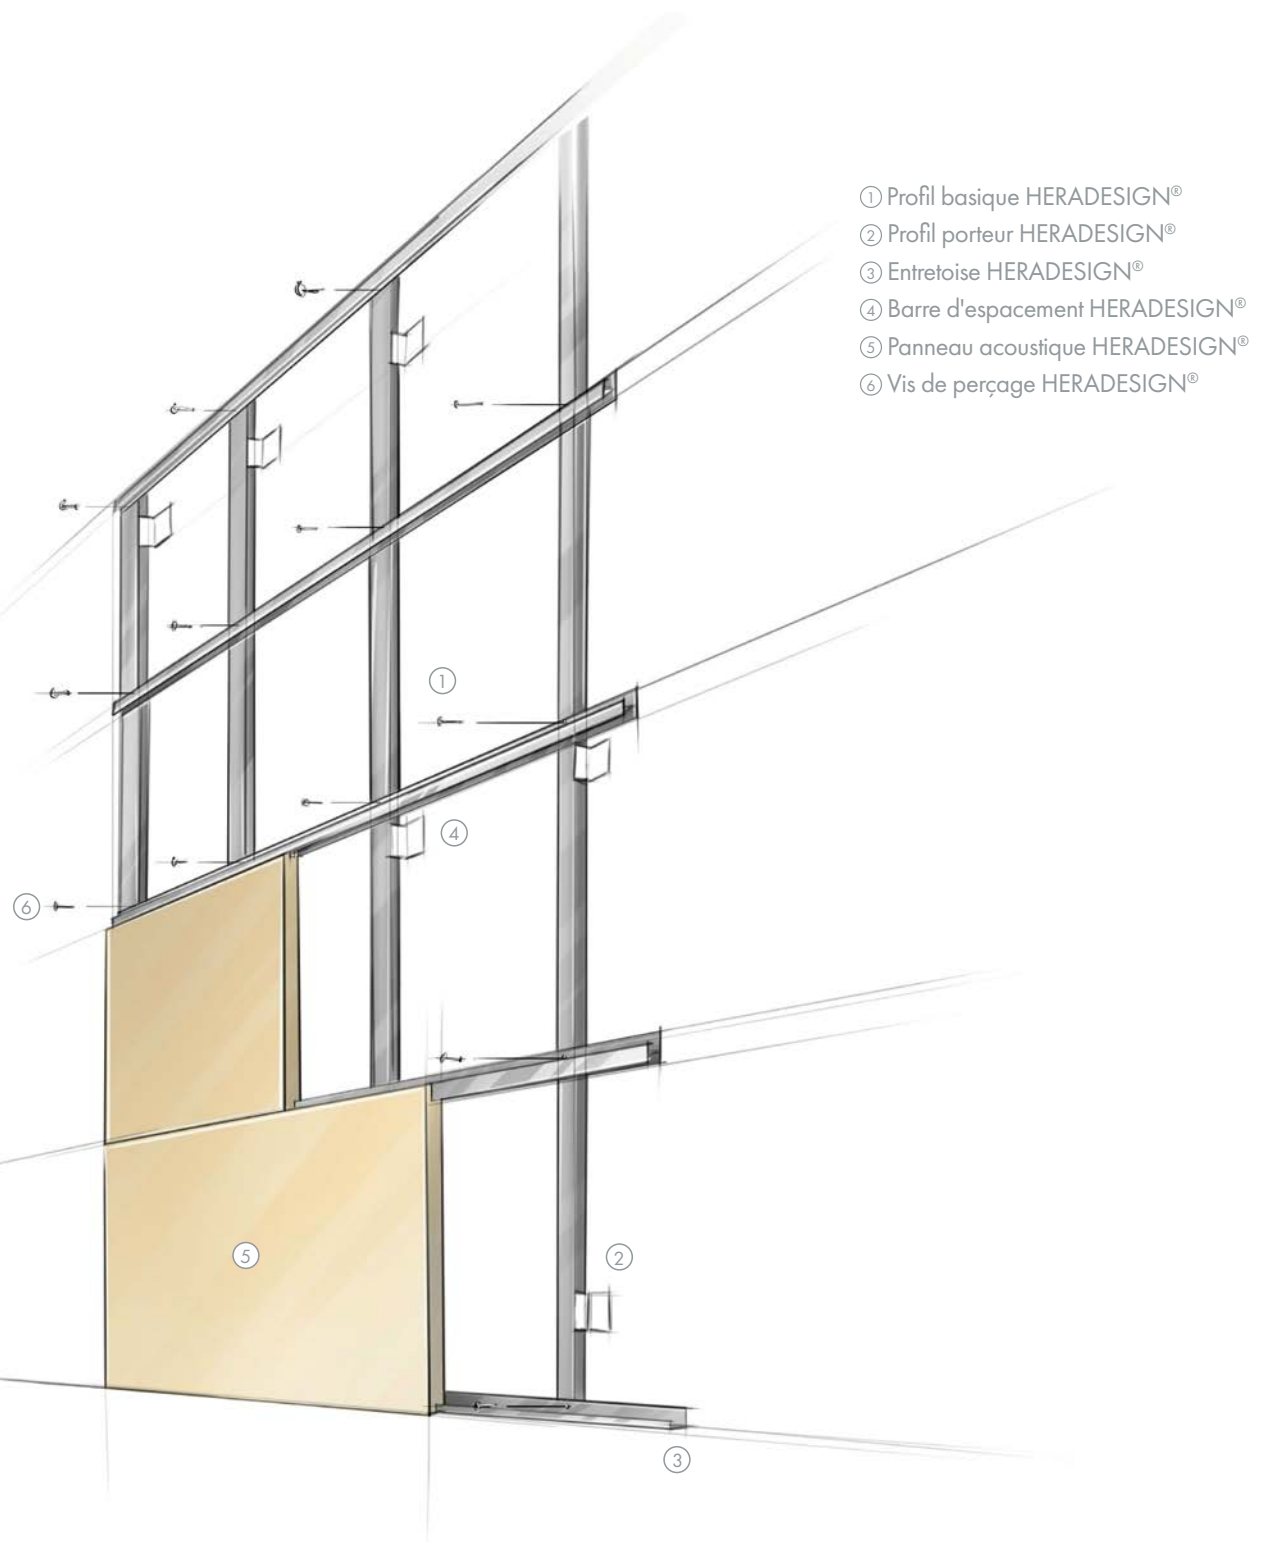 ① Profil basique HERADESIGN®
② Profil porteur HERADESIGN®
③ Entretoise HERADESIGN®
④ Barre d'espacement HERADESIGN®
⑤ Panneau acoustique HERADESIGN®
⑥ Vis de perçage HERADESIGN®
①
④
⑥
⑤
②
③